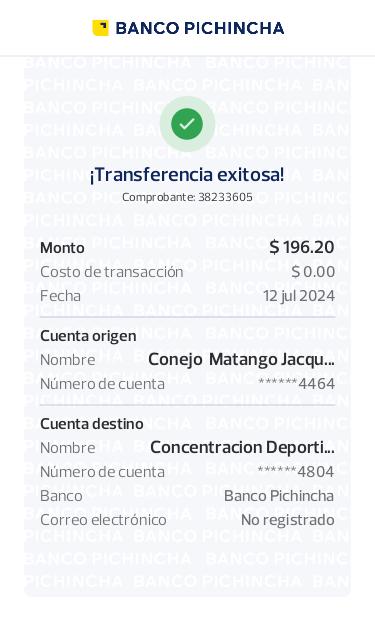 BANCO PICHINCHA
¡Transferencia exitosa!
Comprobante: 38233605
Monto $ 196.20
Costo de transacción $ 0.00
Fecha 12 jul 2024
Cuenta origen
Nombre Conejo Matango Jacqu...
Número de cuenta ******4464
Cuenta destino
Nombre Concentracion Deporti...
Número de cuenta ******4804
Banco Banco Pichincha
Correo electrónico No registrado